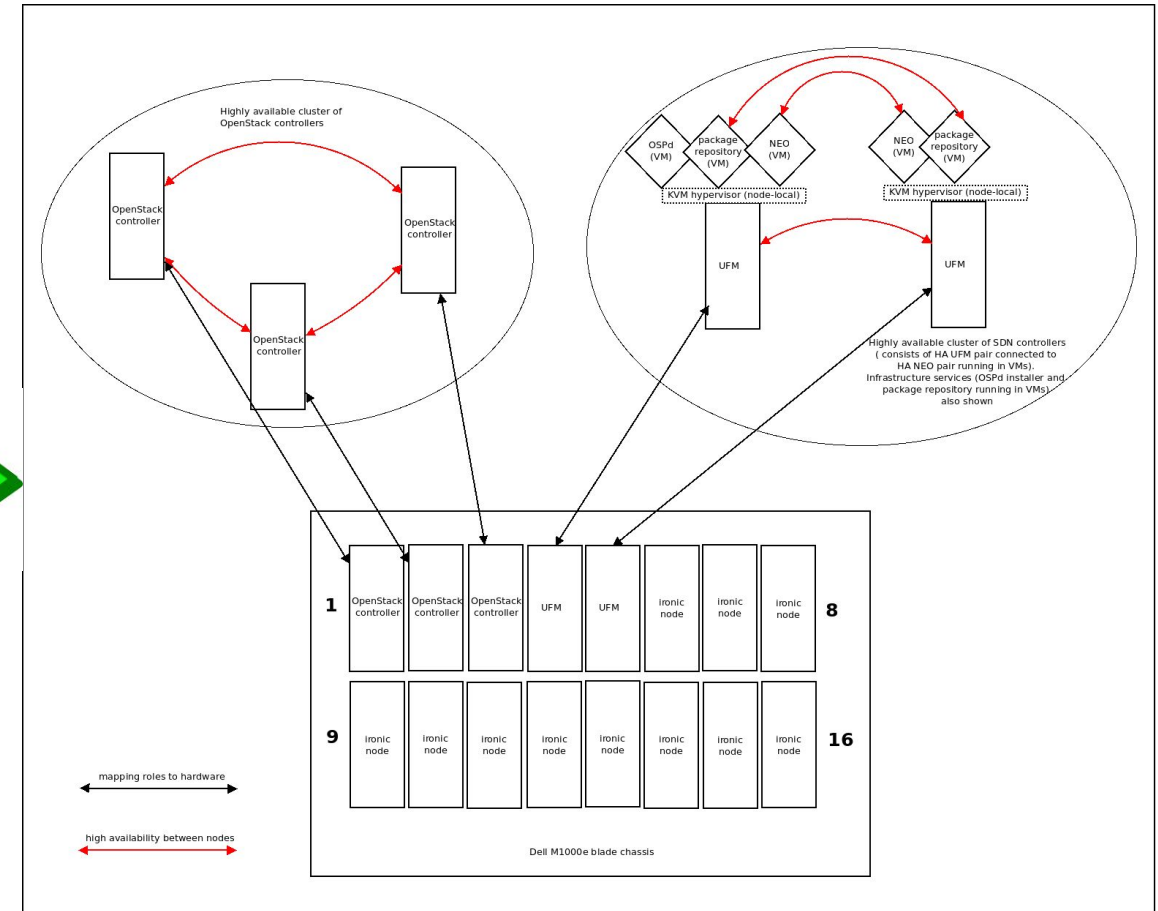 Highly available cluster of
OpenStack controllers
OpenStack
controller
OpenStack
controller
OpenStack
controller
OSPd
(VM)
package
repository
(VM)
NEO
(VM)
NEO
(VM)
package
repository
(VM)
KVM hypervisor (node-local)
KVM hypervisor (node-local)
UFM
UFM
Highly available cluster of SDN controllers
( consists of HA UFM pair connected to
HA NEO pair running in VMs).
Infrastructure services (OSPd installer and
package repository running in VMs)
also shown
1
OpenStack
controller
OpenStack
controller
OpenStack
controller
UFM
UFM
ironic
node
ironic
node
ironic
node
8
9
ironic
node
ironic
node
ironic
node
ironic
node
ironic
node
ironic
node
ironic
node
ironic
node
16
mapping roles to hardware
high availability between nodes
Dell M1000e blade chassis